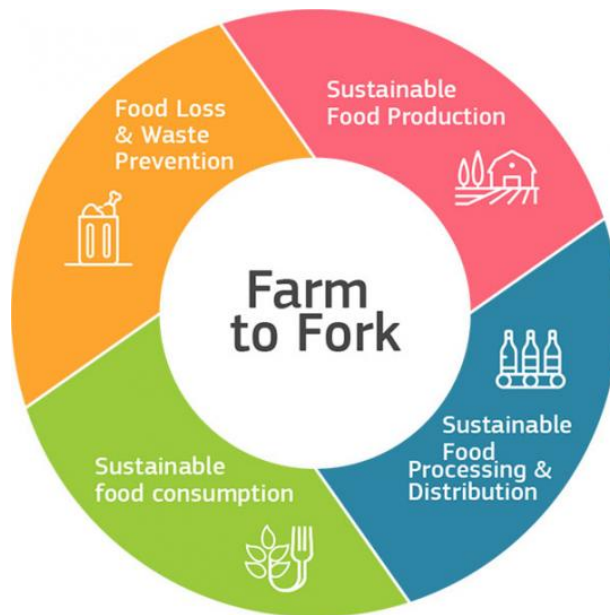 Farm
to Fork
Sustainable
Food Production
Sustainable
Food
Processing &
Distribution
Sustainable
food consumption
Food Loss
& Waste
Prevention